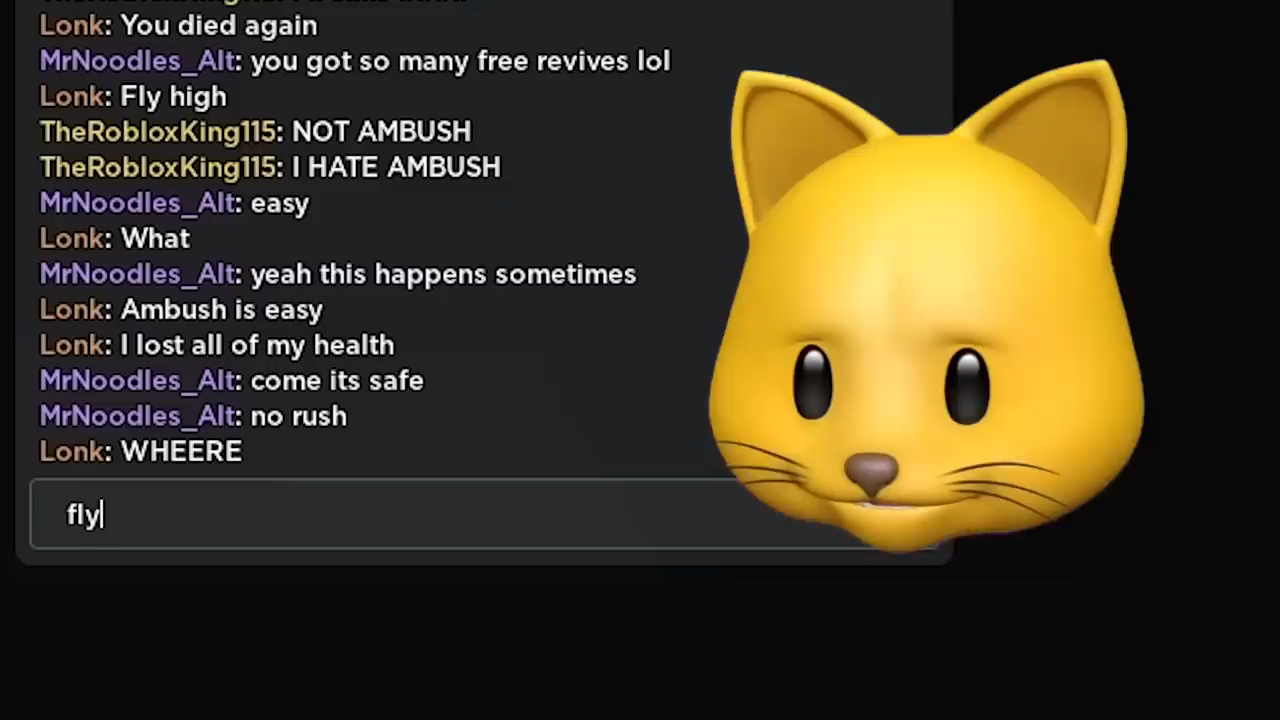 Lonk: You died again
MrNoodles_Alt: you got so many free revives lol
Lonk: Fly high
TheRobloxKing115: NOT AMBUSH
TheRobloxKing115: I HATE AMBUSH
MrNoodles_Alt: easy
Lonk: What
MrNoodles_Alt: yeah this happens sometimes
Lonk: Ambush is easy
Lonk: I lost all of my health
MrNoodles_Alt: come its safe
MrNoodles_Alt: no rush
Lonk: WHEERE
fly